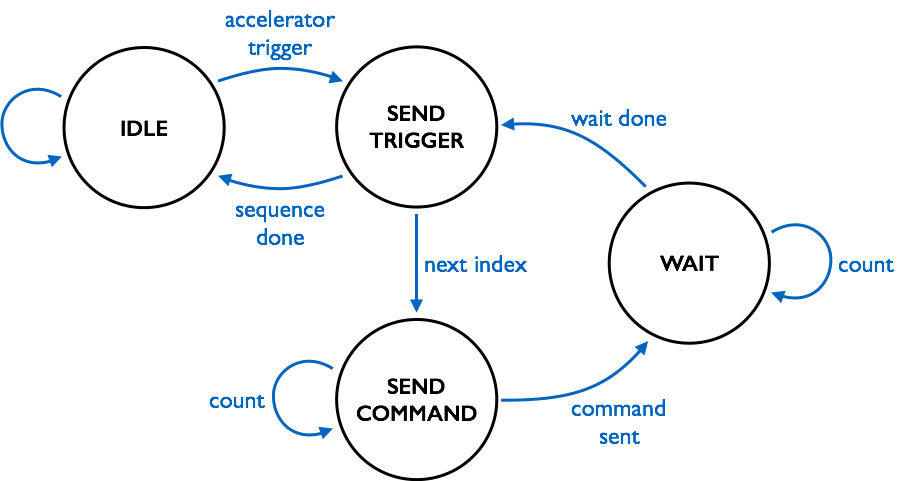 accelerator
trigger
IDLE
SEND
TRIGGER
wait done
sequence
done
next index
WAIT
count
SEND
COMMAND
count
command
sent